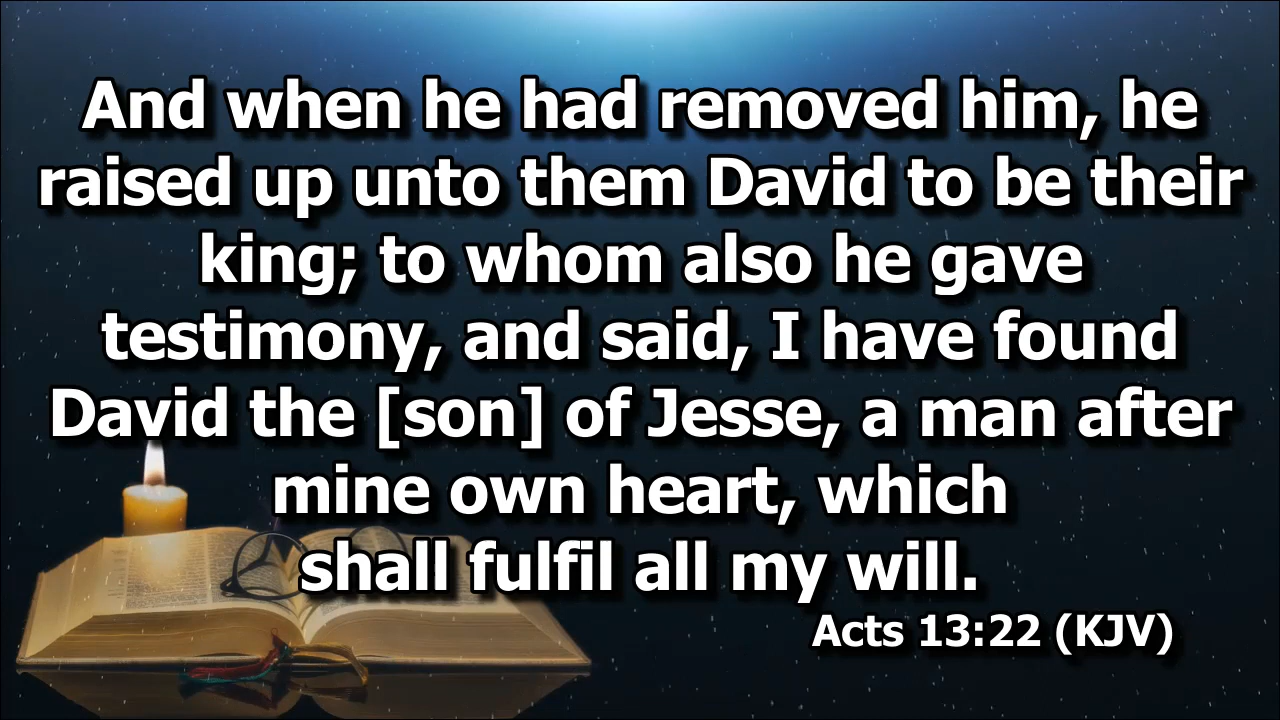 And when he had removed him, he
raised up unto them David to be their
king; to whom also he gave
testimony, and said, I have found
David the [son] of Jesse, a man after
mine own heart, which
shall fulfil all my will.
Acts 13:22 (KJV)